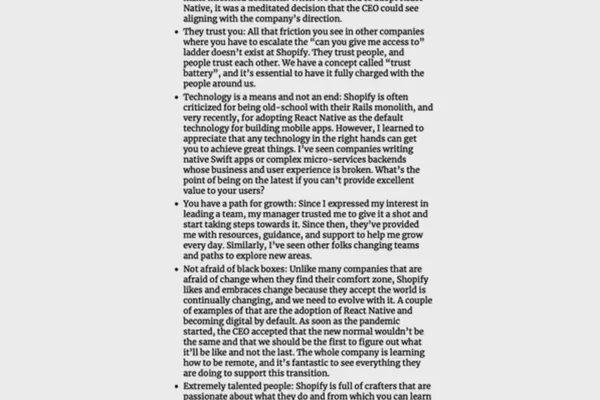 Native, it was a meditated decision that the CEO could see
aligning with the company's direction.
• They trust you: All that friction you see in other companies
where you have to escalate the “can you give me access to”
ladder doesn't exist at Shopify. They trust people, and
people trust each other. We have a concept called “trust
battery”, and it's essential to have it fully charged with the
people around us.
• Technology is a means and not an end: Shopify is often
criticized for being old-school with their Rails monolith, and
very recently, for adopting React Native as the default
technology for building mobile apps. However, I learned to
appreciate that any technology in the right hands can get
you to achieve great things. I've seen companies writing
native Swift apps or complex micro-services backends
whose business and user experience is broken. What's the
point of being on the latest if you can't provide excellent
value to your users?
• You have a path for growth: Since I expressed my interest in
leading a team, my manager trusted me to give it a shot and
start taking steps towards it. Since then, they've provided
me with resources, guidance, and support to help me grow
every day. Similarly, I've seen other folks changing teams
and paths to explore new areas.
• Not afraid of black boxes: Unlike many companies that are
afraid of change when they find their comfort zone, Shopify
likes and embraces change because they accept the world is
continually changing, and we need to evolve with it. A couple
of examples of that are the adoption of React Native and
becoming digital by default. As soon as the pandemic
started, the CEO accepted that the new normal wouldn't be
the same and that we should be the first to figure out what
it'll be like and not the last. The whole company is learning
how to be remote, and it's fantastic to see everything they
are doing to support this transition.
• Extremely talented people: Shopify is full of crafters that are
passionate about what they do and from which you can learn